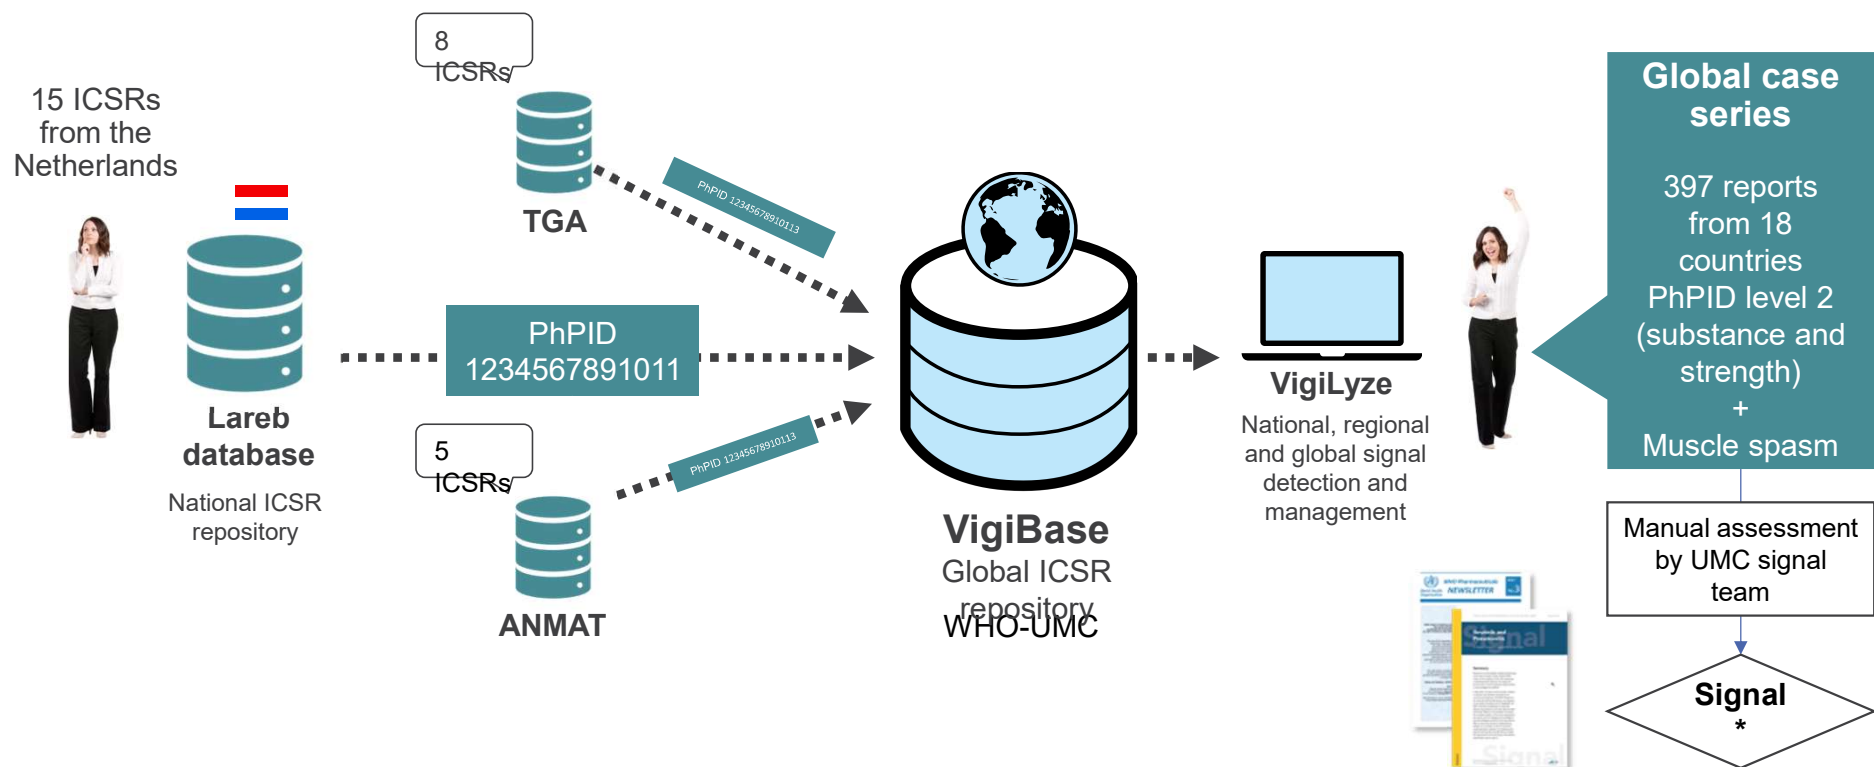 8
ICSRs
15 ICSRs
from the
Netherlands
TGA
PhPID 12345678910113
Lareb
database
National ICSR
repository
PhPID
1234567891011
5
ICSRs
PhPID 12345678910113
ANMAT
VigiBase
Global ICSR
repository
WHO-UMC
VigiLyze
National, regional
and global signal
detection and
management
Global case
series
397 reports
from 18
countries
PhPID level 2
(substance and
strength)
+
Muscle spasm
Manual assessment
by UMC signal
team
Signal
*
NEWSLETTER
Signal
Signal